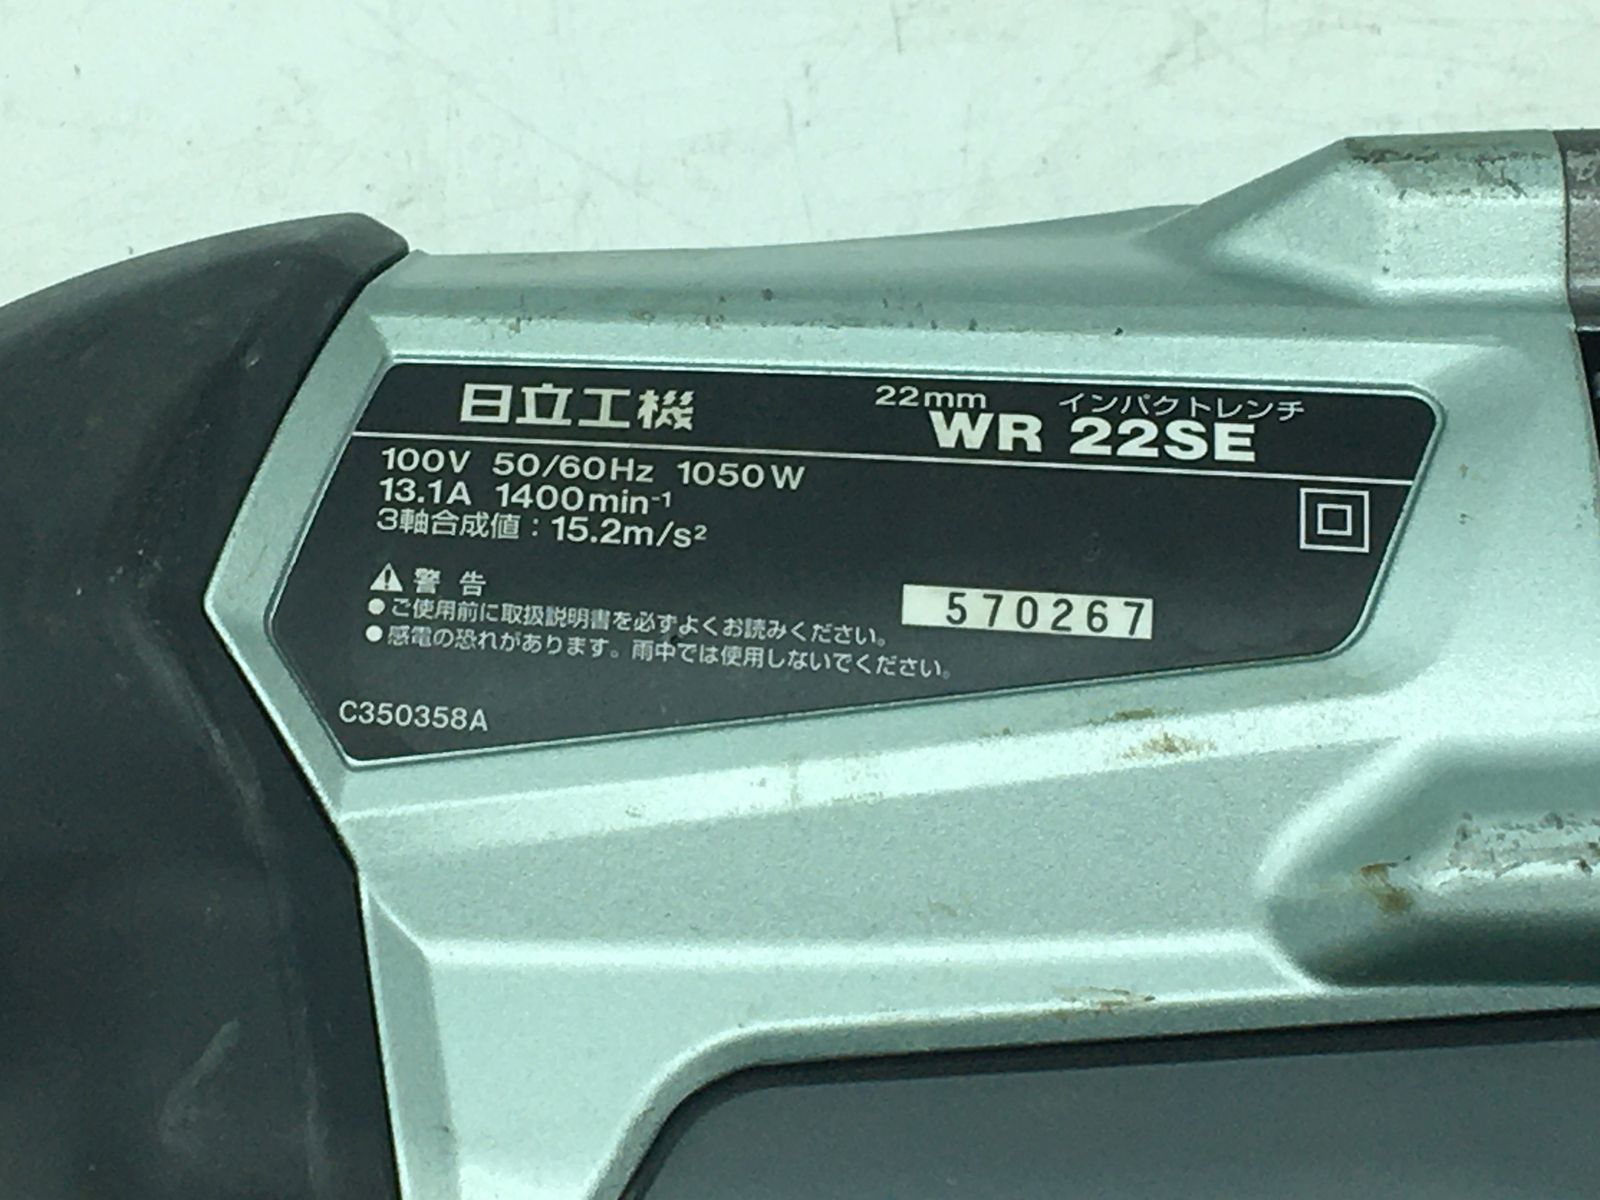 日立工機
22mm インパクトレンチ
WR 22SE
100V 50/60Hz 1050W
13.1A 1400min⁻¹
3軸合成値：15.2m/s²
警告
●ご使用前に取扱説明書を必ずよくお読みください。
●感電の恐れがあります。雨中では使用しないでください。
570267
C350358A